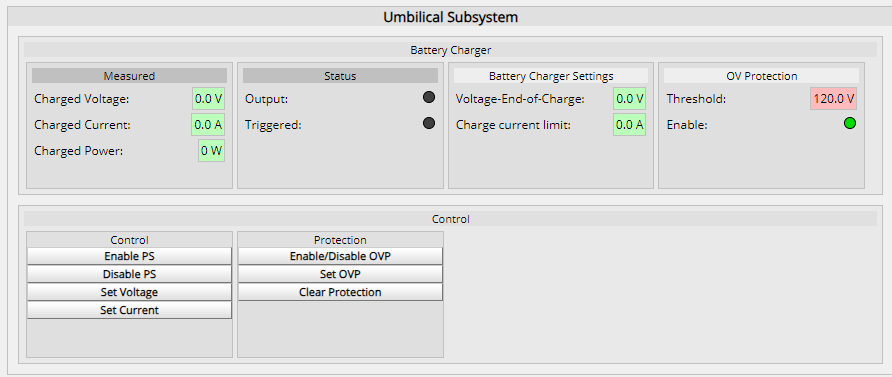 Umbilical Subsystem
Battery Charger
Measured
Charged Voltage: 0.0 V
Charged Current: 0.0 A
Charged Power: 0 W
Status
Output:
Triggered:
Battery Charger Settings
Voltage-End-of-Charge: 0.0 V
Charge current limit: 0.0 A
OV Protection
Threshold: 120.0 V
Enable:
Control
Control
Enable PS
Disable PS
Set Voltage
Set Current
Protection
Enable/Disable OVP
Set OVP
Clear Protection